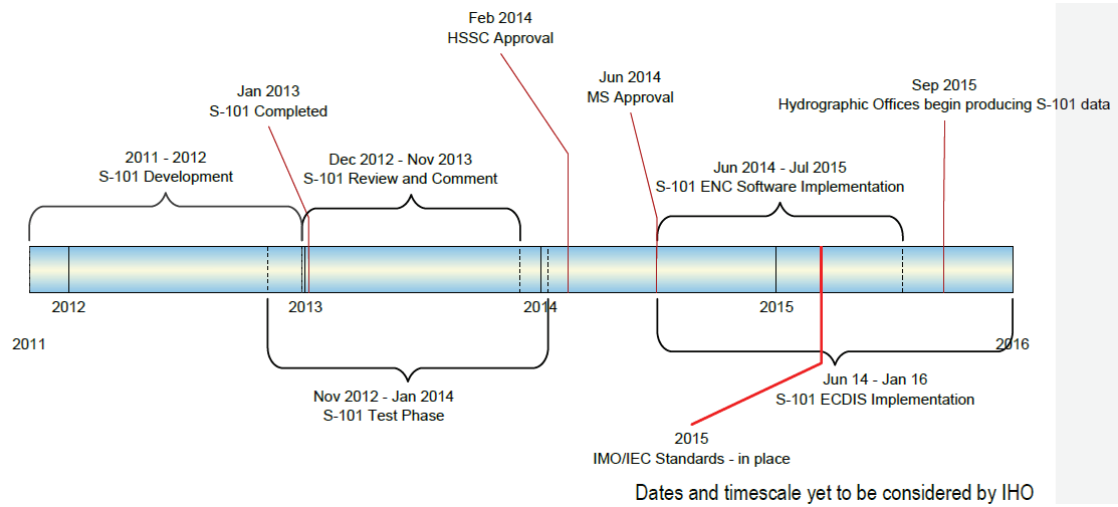 Feb 2014
HSSC Approval
Jun 2014
MS Approval
Sep 2015
Hydrographic Offices begin producing S-101 data
Jan 2013
S-101 Completed
2011 - 2012
S-101 Development
Dec 2012 - Nov 2013
S-101 Review and Comment
Jun 2014 - Jul 2015
S-101 ENC Software Implementation
2012
2013
2014
2015
2011
2016
Nov 2012 - Jan 2014
S-101 Test Phase
Jun 14 - Jan 16
S-101 ECDIS Implementation
2015
IMO/IEC Standards - in place
Dates and timescale yet to be considered by IHO